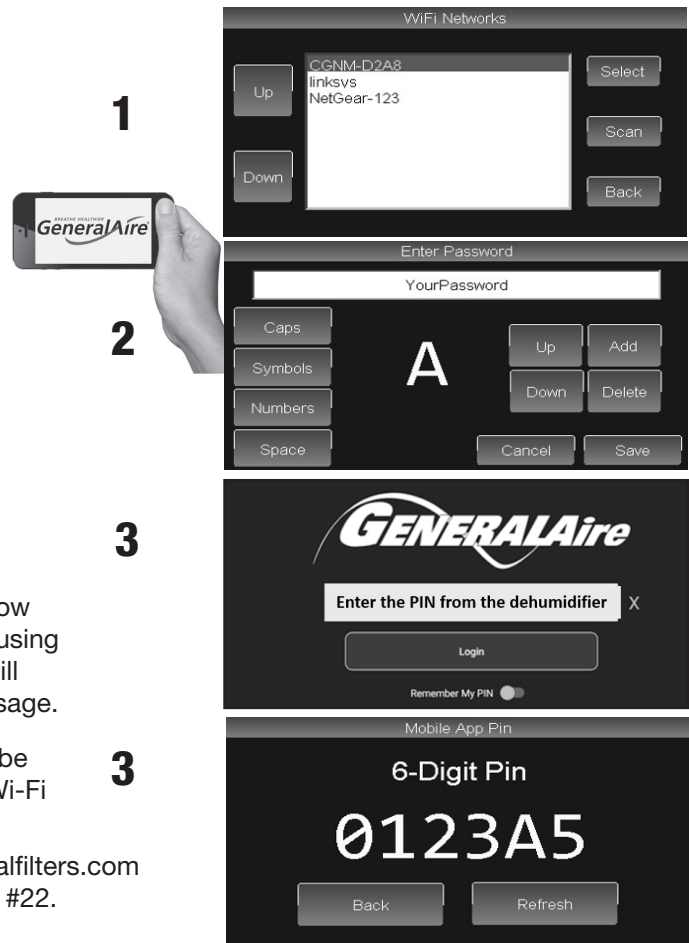 WiFi Networks
1
Up
Down
CGNM-D2A8
linksvs
NetGear-123
Select
Scan
Back
BREATHE HEALTHIER
GeneralAire
2
Enter Password
YourPassword
Caps
Symbols
Numbers
Space
A
Up
Add
Down
Delete
Cancel
Save
3
GENERALAire
Enter the PIN from the dehumidifier X
Login
Remember My PIN
ow
using
ill
sage.
be
Wi-Fi
alfilters.com
#22.
3
Mobile App Pin
6-Digit Pin
0123A5
Back
Refresh